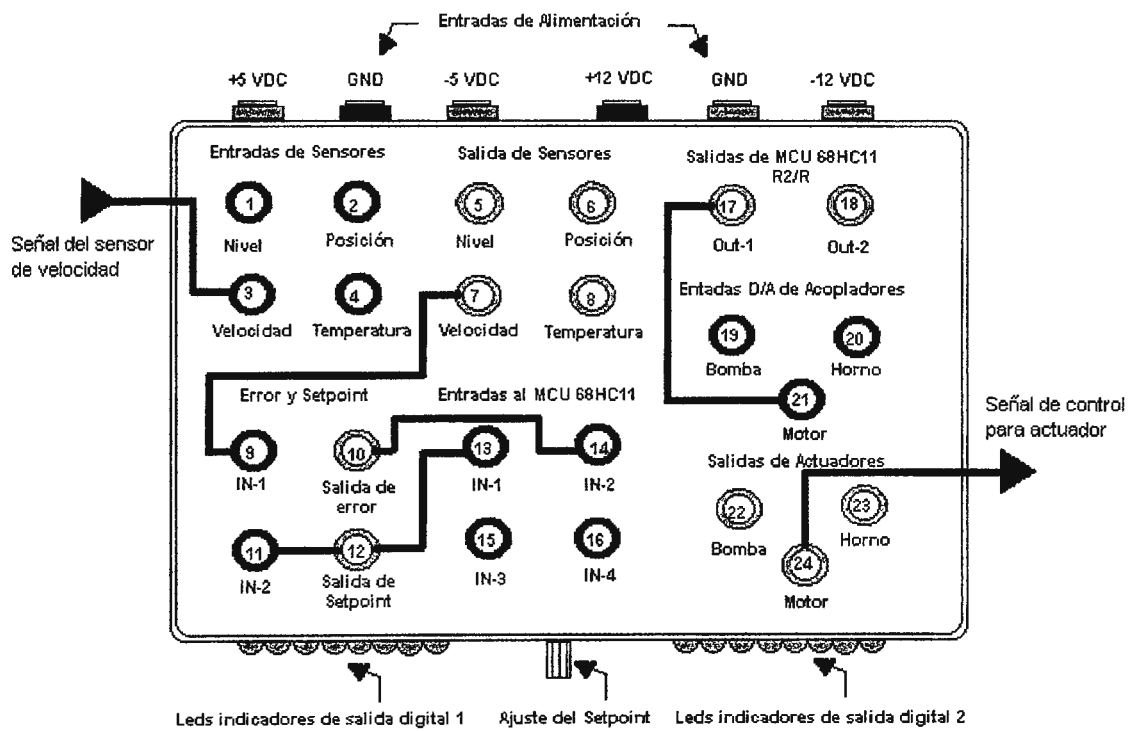 Entradas de Alimentación
+5 VDC GND -5 VDC +12 VDC GND -12 VDC
Entradas de Sensores
Salida de Sensores
Salidas de MCU 68HC11
R2/R
1 2 5 6 17 18
Nivel Posición Nivel Posición Out-1 Out-2
Señal del sensor
de velocidad
3 4 7 8
Velocidad Temperatura Velocidad Temperatura
Entadas D/A de Acopladores
19 20
Bomba Horno
21
Motor
Error y Setpoint
Entradas al MCU 68HC11
Señal de control
para actuador
9 10 13 14
IN-1 Salida de
error
IN-1 IN-2
Salidas de Actuadores
22 23
Bomba Horno
24
Motor
11 12 15 16
IN-2 Salida de
Setpoint
IN-3 IN-4
Leds indicadores de salida digital 1
Ajuste del Setpoint
Leds indicadores de salida digital 2